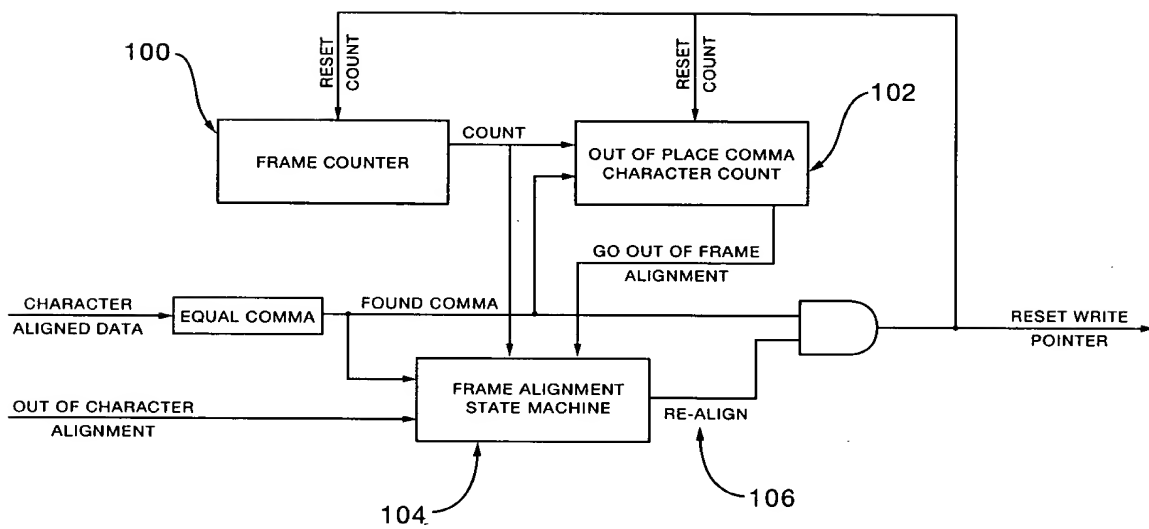 RESET
COUNT
RESET
COUNT
100
102
FRAME COUNTER
COUNT
OUT OF PLACE COMMA
CHARACTER COUNT
GO OUT OF FRAME
ALIGNMENT
CHARACTER
ALIGNED DATA
EQUAL COMMA
FOUND COMMA
RESET WRITE
POINTER
OUT OF CHARACTER
ALIGNMENT
FRAME ALIGNMENT
STATE MACHINE
RE-ALIGN
104
106